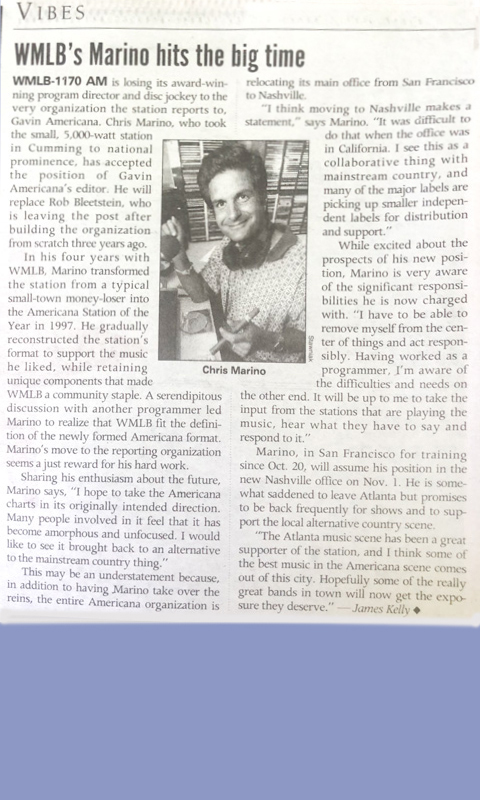 VIBES
WMLB's Marino hits the big time
WMLB-1170 AM is losing its award-win-
ning program director and disc jockey to the
very organization the station reports to,
Gavin Americana. Chris Marino, who took
the small, 5,000-watt station
in Cumming to national
prominence, has accepted
the position of Gavin
Americana's editor. He will
replace Rob Bleetstein, who
is leaving the post after
building the organization
from scratch three years ago.
In his four years with
WMLB, Marino transformed
the station from a typical
small-town money-loser into
the Americana Station of the
Year in 1997. He gradually
reconstructed the station's
format to support the music
he liked, while retaining
unique components that made
WMLB a community staple. A serendipitous
discussion with another programmer led
Marino to realize that WMLB fit the defini-
tion of the newly formed Americana format.
Marino's move to the reporting organization
seems a just reward for his hard work.
Sharing his enthusiasm about the future,
Marino says, "I hope to take the Americana
charts in its originally intended direction.
Many people involved in it feel that it has
become amorphous and unfocused. I would
like to see it brought back to an alternative
to the mainstream country thing."
This may be an understatement because,
in addition to having Marino take over the
reins, the entire Americana organization is
relocating its main office from San Francisco
to Nashville.
"I think moving to Nashville makes a
statement," says Marino. "It was difficult to
do that when the office was
in California. I see this as a
collaborative thing with
mainstream country, and
many of the major labels are
picking up smaller indepen-
dent labels for distribution
and support."
While excited about the
prospects of his new posi-
tion, Marino is very aware
of the significant responsi-
bilities he is now charged
with. "I have to be able to
remove myself from the cen-
ter of things and act respon-
sibly. Having worked as a
programmer, I'm aware of
the difficulties and needs on
the other end. It will be up to me to take the
input from the stations that are playing the
music, hear what they have to say and
respond to it."
Marino, in San Francisco for training
since Oct. 20, will assume his position in the
new Nashville office on Nov. 1. He is some-
what saddened to leave Atlanta but promises
to be back frequently for shows and to sup-
port the local alternative country scene.
"The Atlanta music scene has been a great
supporter of the station, and I think some of
the best music in the Americana scene comes
out of this city. Hopefully some of the really
great bands in town will now get the expo-
sure they deserve." — James Kelly ◆
Chris Marino